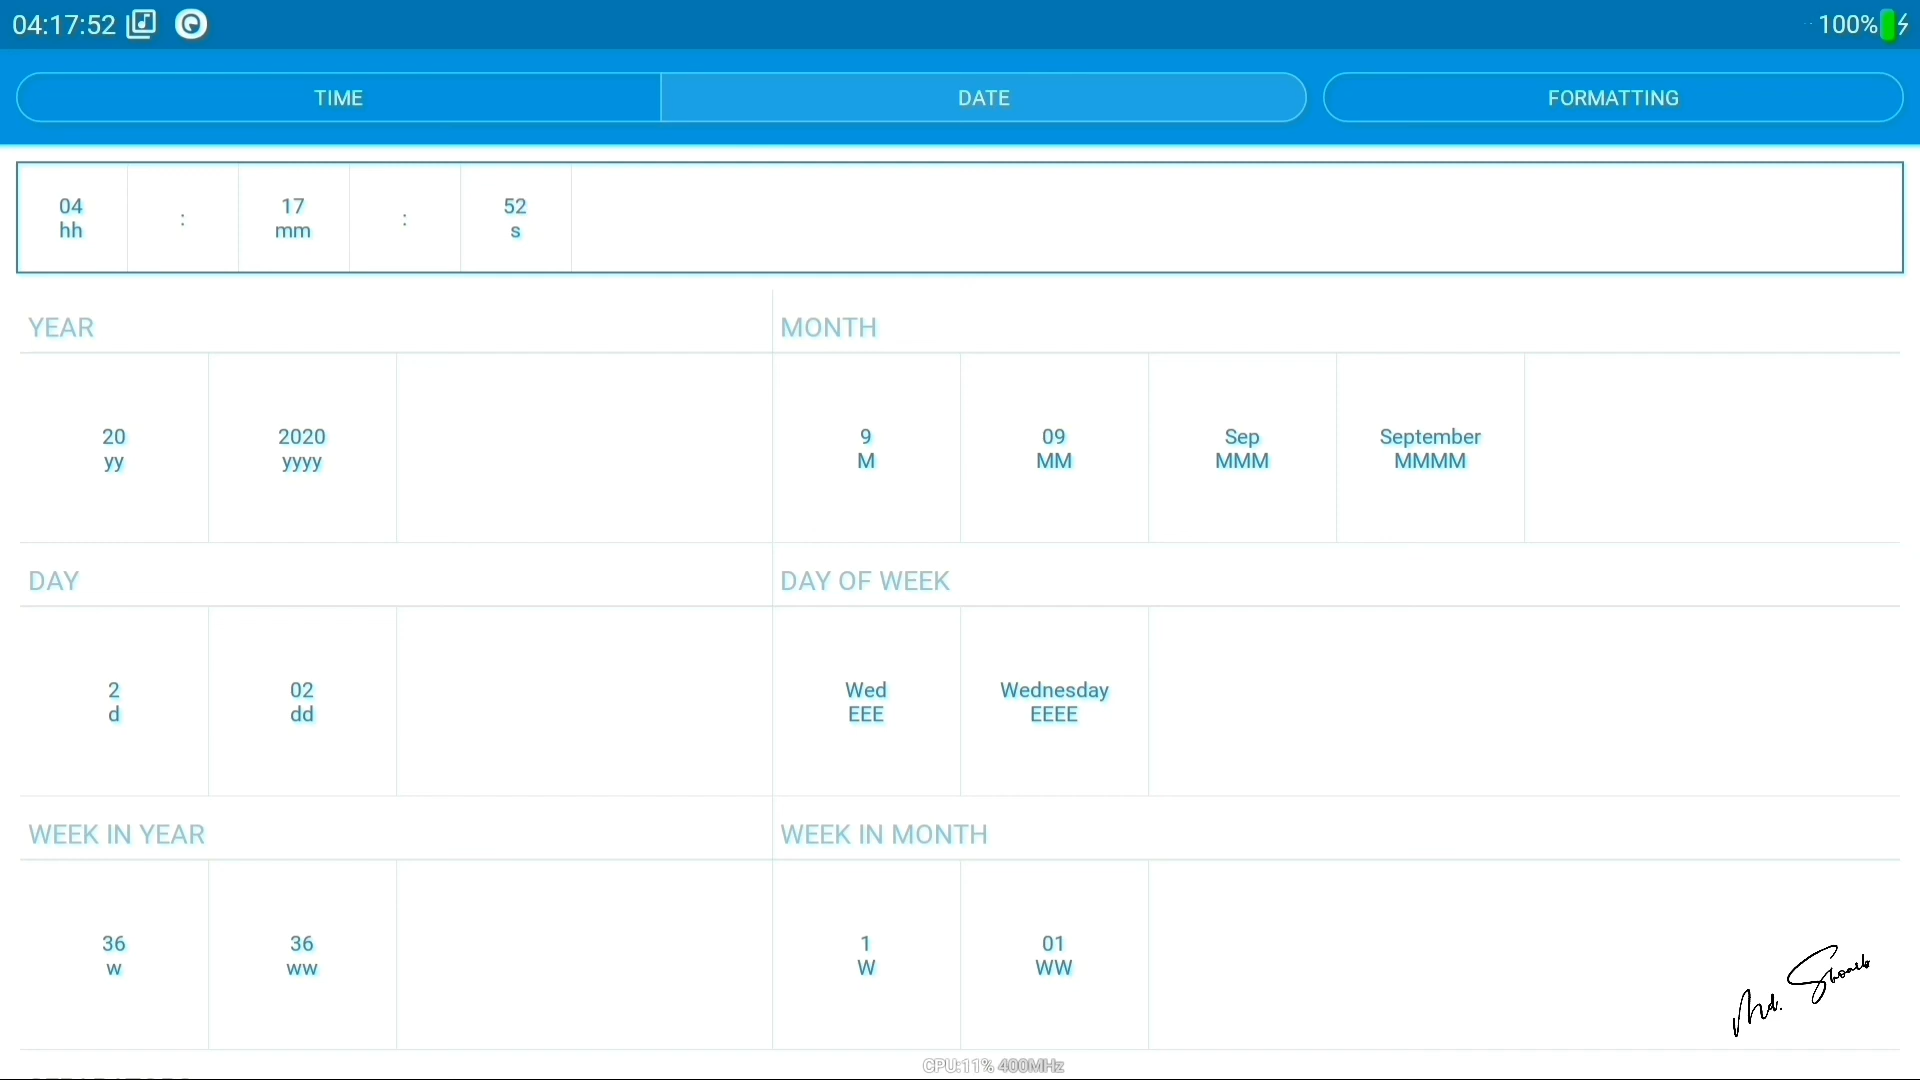 04:17:52 100%
TIME DATE FORMATTING
04 : 17 : 52
hh mm s
YEAR MONTH
20 2020 9 09 Sep September
yy yyyy M MM MMM MMMM
DAY DAY OF WEEK
2 02 Wed Wednesday
d dd EEE EEEE
WEEK IN YEAR WEEK IN MONTH
36 36 1 01
w ww W WW
Md. Shoaib
CPU:11% 400MHz